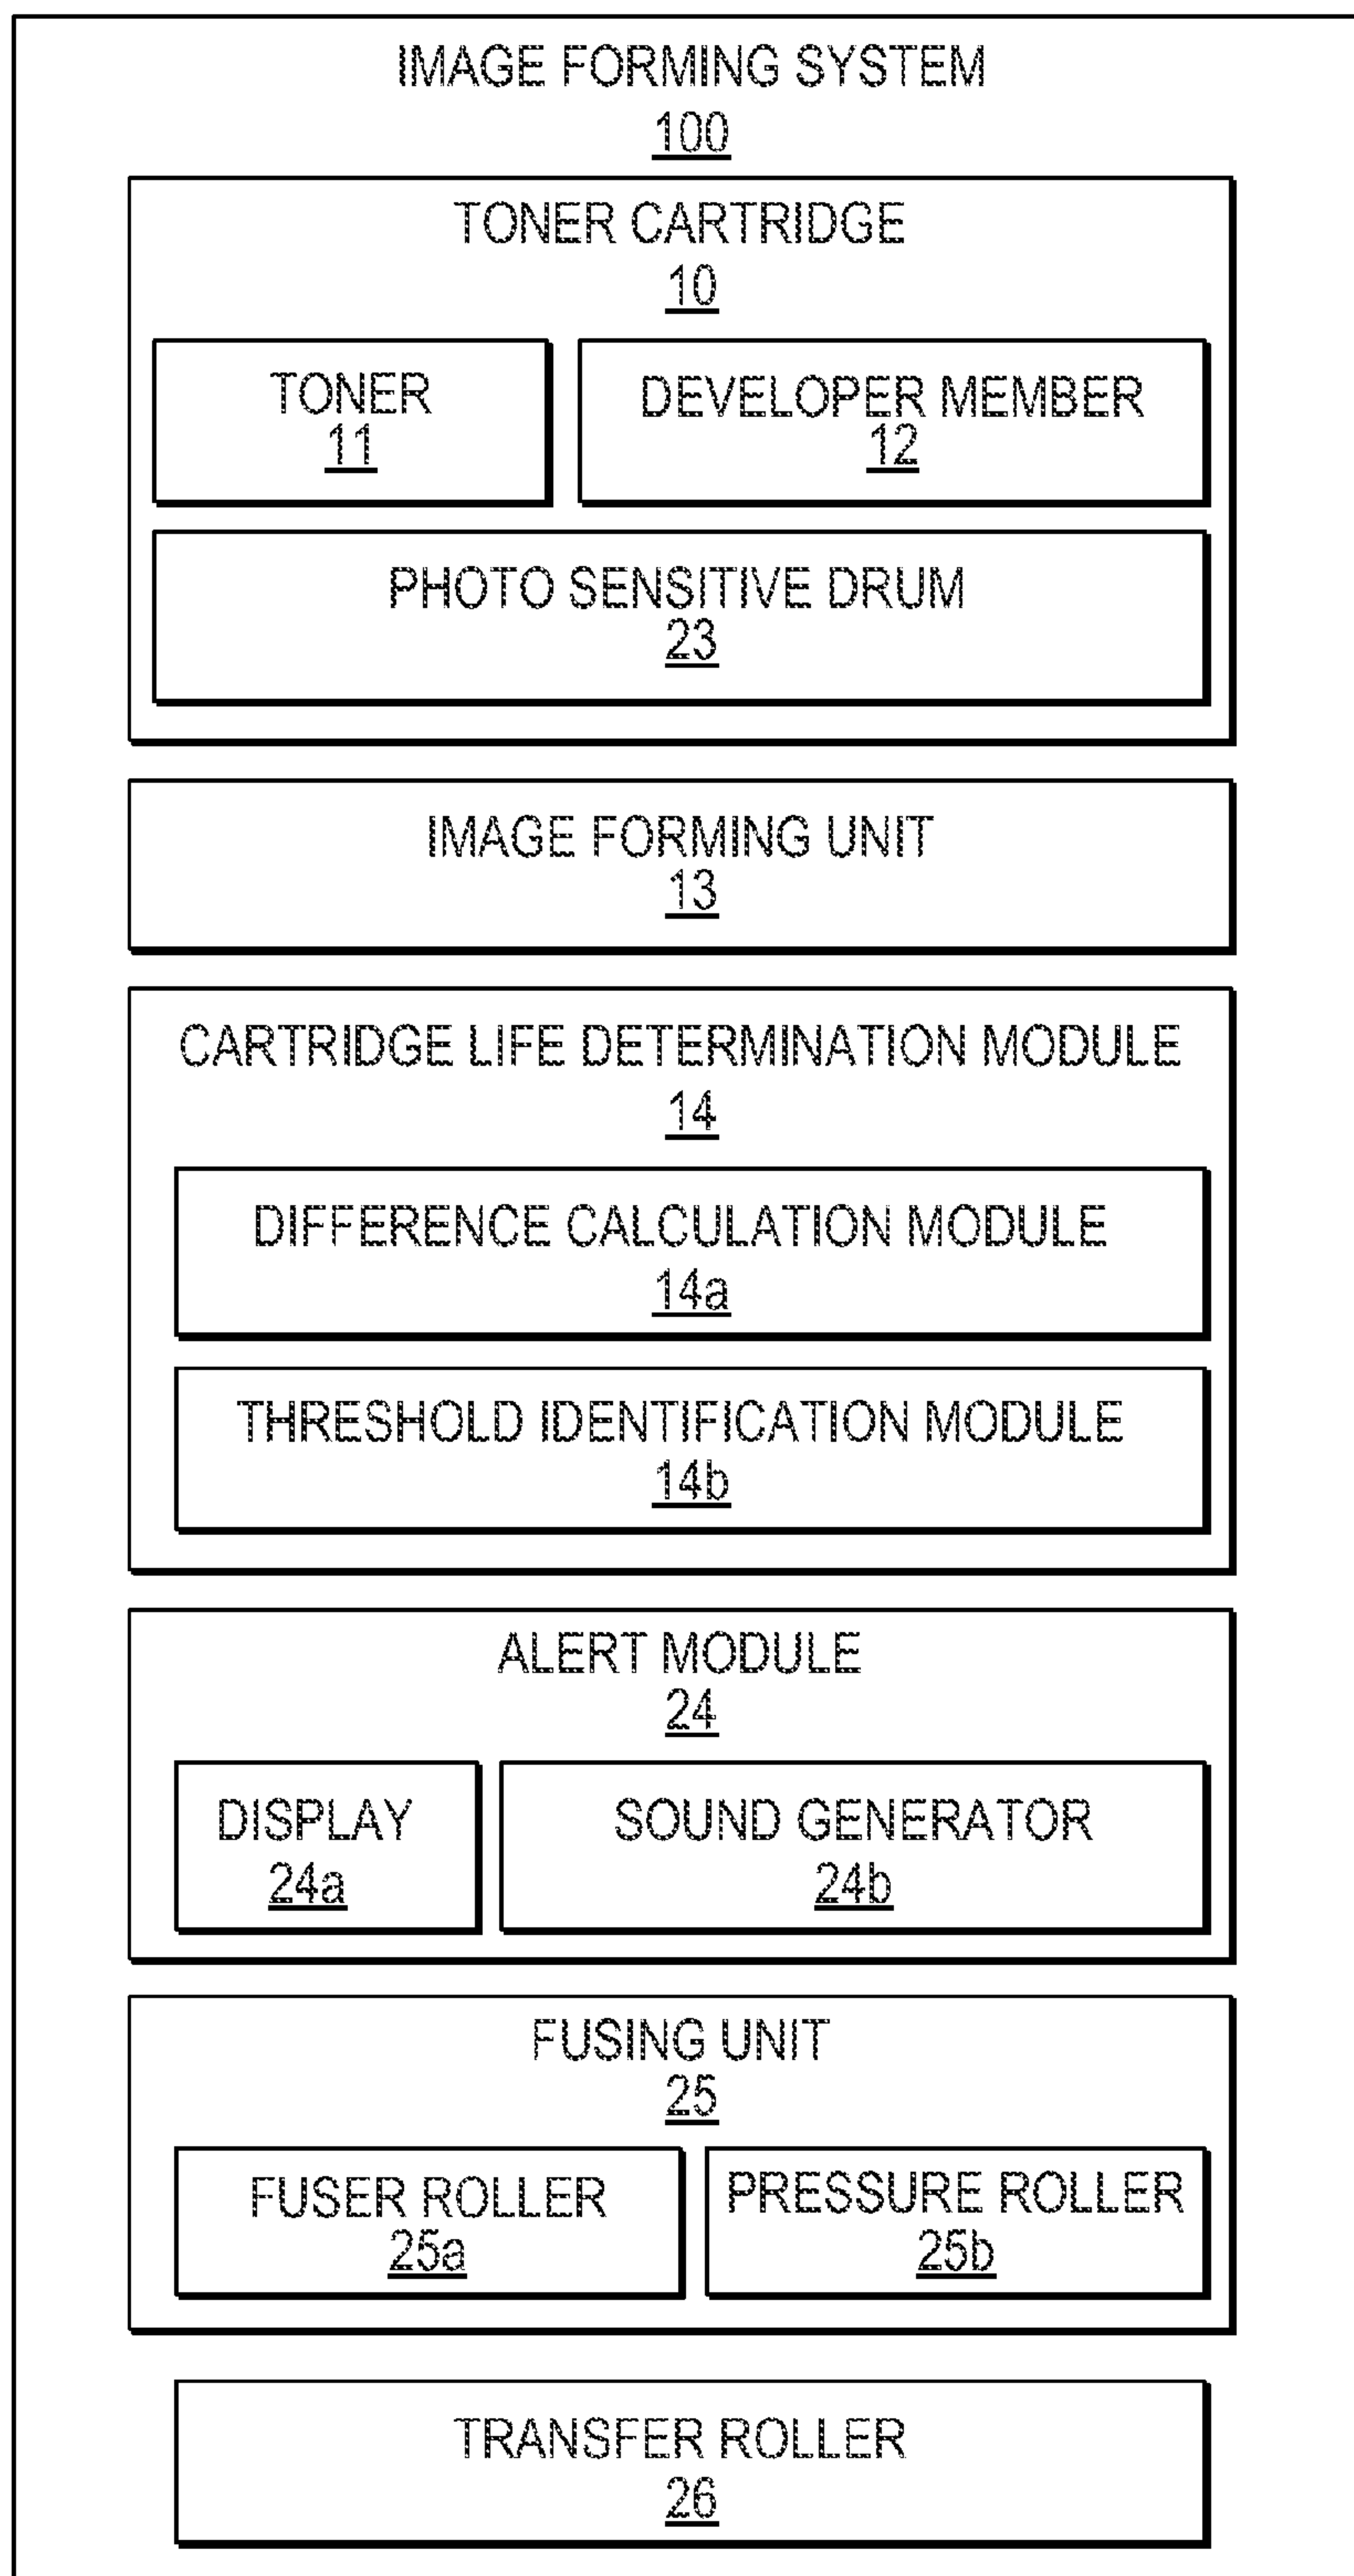 IMAGE FORMING SYSTEM
100
TONER CARTRIDGE
10
TONER
11
DEVELOPER MEMBER
12
PHOTO SENSITIVE DRUM
23
IMAGE FORMING UNIT
13
CARTRIDGE LIFE DETERMINATION MODULE
14
DIFFERENCE CALCULATION MODULE
14a
THRESHOLD IDENTIFICATION MODULE
14b
ALERT MODULE
24
DISPLAY
24a
SOUND GENERATOR
24b
FUSING UNIT
25
FUSER ROLLER
25a
PRESSURE ROLLER
25b
TRANSFER ROLLER
26